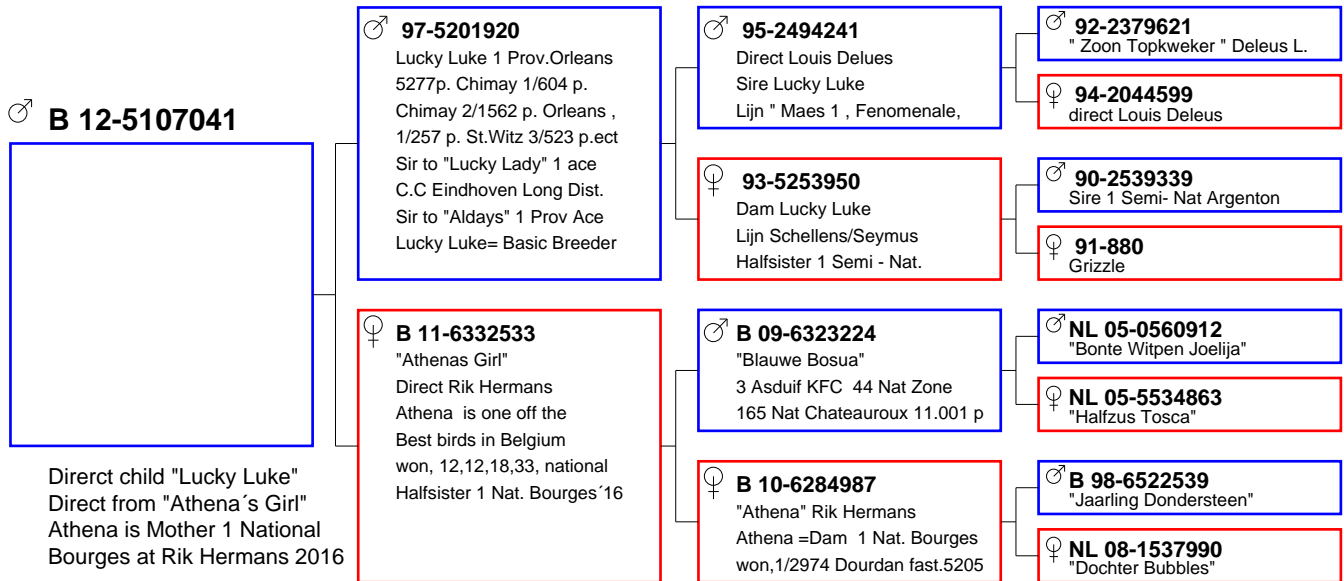 B 12-5107041
Direrct child "Lucky Luke"
Direct from "Athena´s Girl"
Athena is Mother 1 National
Bourges at Rik Hermans 2016
97-5201920
Lucky Luke 1 Prov.Orleans
5277p. Chimay 1/604 p.
Chimay 2/1562 p. Orleans ,
1/257 p. St.Witz 3/523 p.ect
Sir to "Lucky Lady" 1 ace
C.C Eindhoven Long Dist.
Sir to "Aldays" 1 Prov Ace
Lucky Luke= Basic Breeder
B 11-6332533
"Athenas Girl"
Direct Rik Hermans
Athena  is one off the
Best birds in Belgium
won, 12,12,18,33, national
Halfsister 1 Nat. Bourges´16
95-2494241
Direct Louis Delues
Sire Lucky Luke
Lijn " Maes 1 , Fenomenale,
93-5253950
Dam Lucky Luke
Lijn Schellens/Seymus
Halfsister 1 Semi - Nat.
B 09-6323224
"Blauwe Bosua"
3 Asduif KFC  44 Nat Zone
165 Nat Chateauroux 11.001 p
B 10-6284987
"Athena" Rik Hermans
Athena =Dam  1 Nat. Bourges
won,1/2974 Dourdan fast.5205
92-2379621
" Zoon Topkweker " Deleus L.
94-2044599
direct Louis Deleus
90-2539339
Sire 1 Semi- Nat Argenton
91-880
Grizzle
NL 05-0560912
"Bonte Witpen Joelija"
NL 05-5534863
"Halfzus Tosca"
B 98-6522539
"Jaarling Dondersteen"
NL 08-1537990
"Dochter Bubbles"